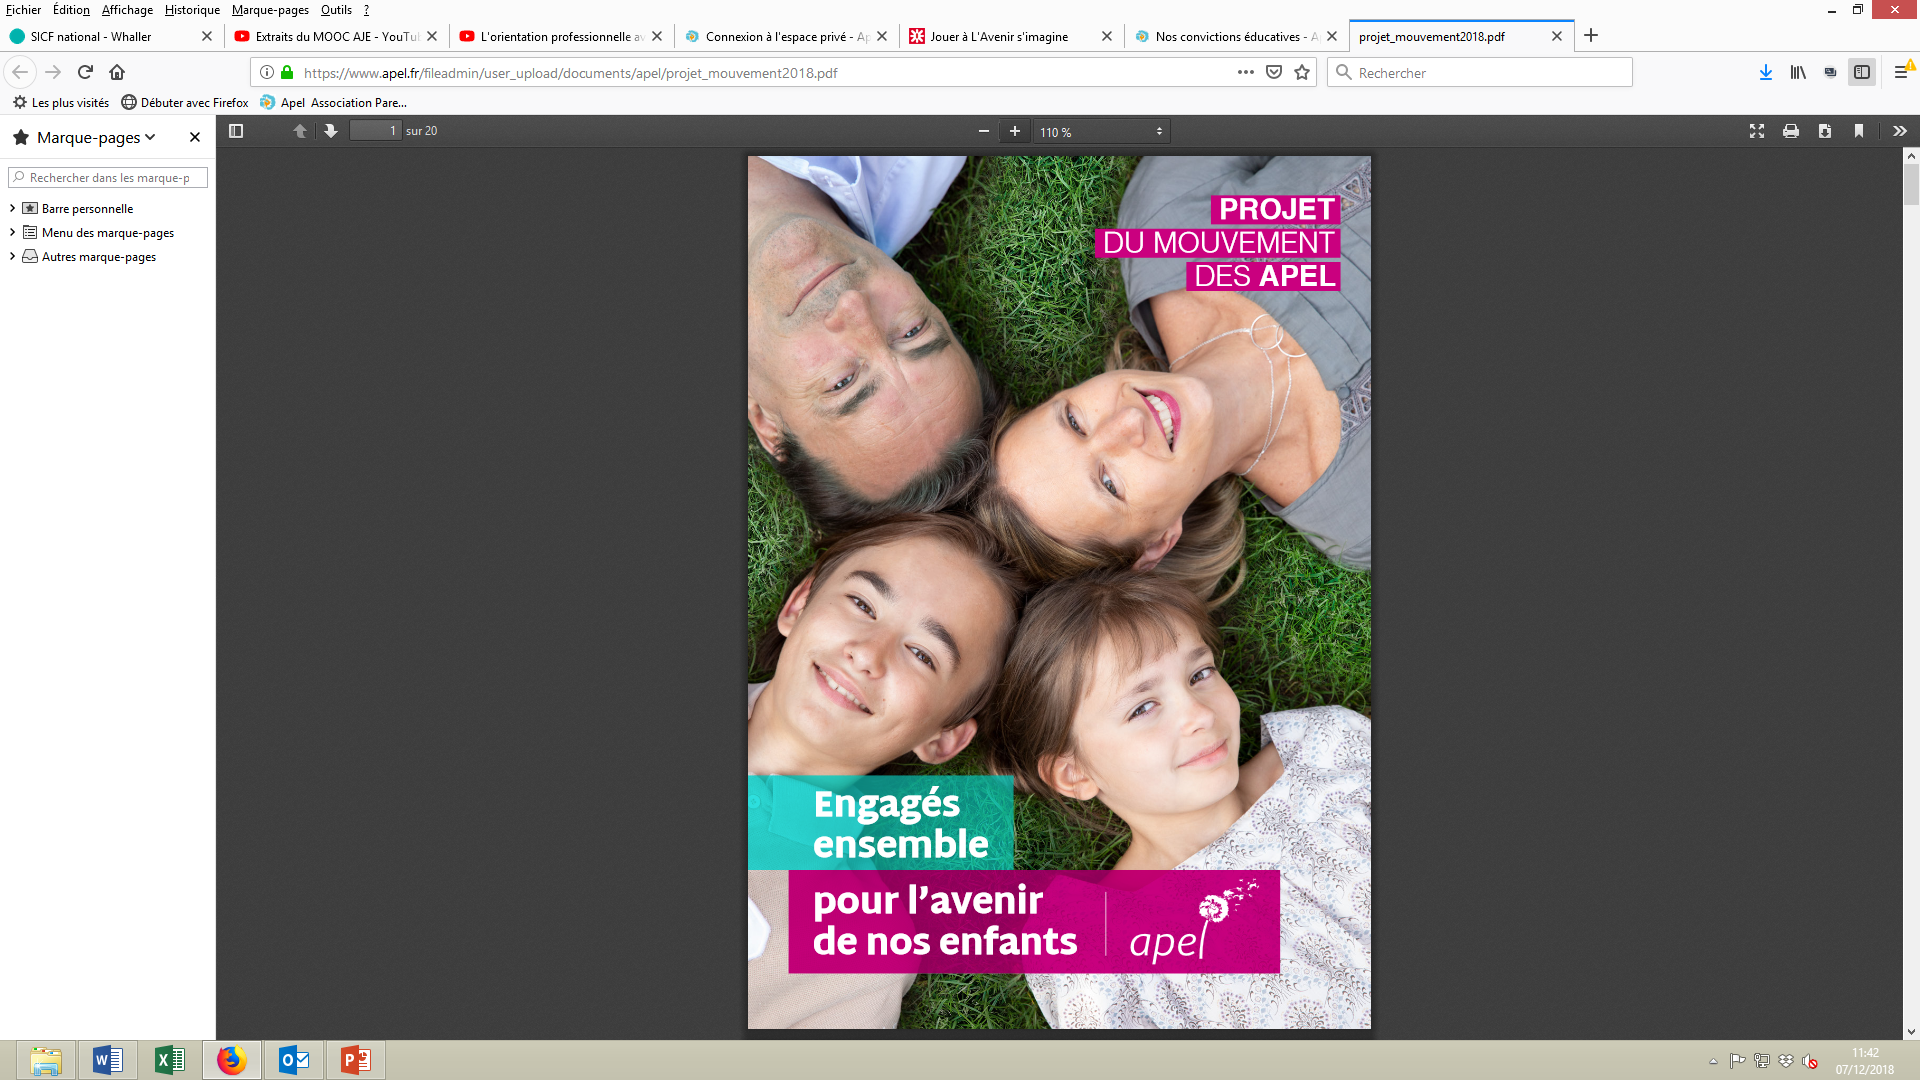 Fichier Édition Affichage Historique Marque-pages Outils ?
SICF national - Whaller
Extraits du MOOC AJE - YouTu
L'orientation professionnelle av
Connexion à l'espace privé - Ap
Jouer à L'Avenir s'imagine
Nos convictions éducatives - A
projet_mouvement2018.pdf
https://www.apel.fr/fileadmin/user_upload/documents/apel/projet_mouvement2018.pdf
Rechercher
Les plus visités
Débuter avec Firefox
Apel Association Pare...
Marque-pages
1 sur 20
110 %
Rechercher dans les marque-p
Barre personnelle
Menu des marque-pages
Autres marque-pages
PROJET
DU MOUVEMENT
DES APEL
Engagés
ensemble
pour l'avenir
de nos enfants
apel
11:42
07/12/2018